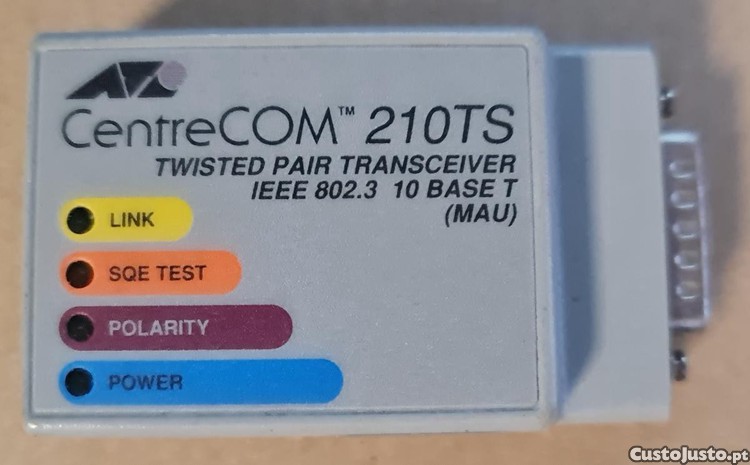 CentreCOM™ 210TS
TWISTED PAIR TRANSCEIVER
IEEE 802.3 10 BASE T
(MAU)
LINK
SQE TEST
POLARITY
POWER
CustoJusto.pt